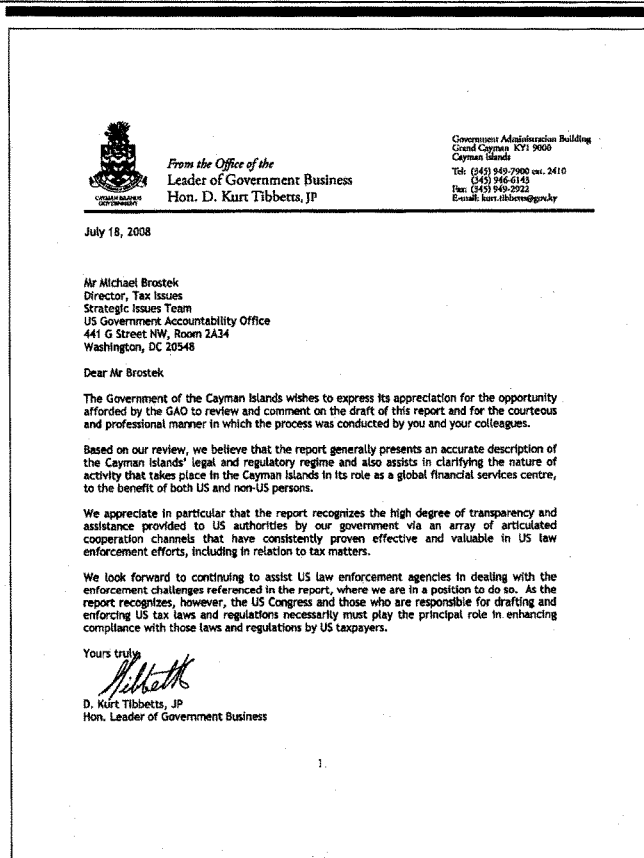 Government Administration Building
Grand Cayman KY1 9000
Cayman Islands
Tel: (345) 949-7900 ext. 2410
(345) 946-6143
Fax: (345) 949-2922
E-mail: kurt.tibbetts@gov.ky
From the Office of the
Leader of Government Business
Hon. D. Kurt Tibbetts, JP
CAYMAN ISLANDS
GOVERNMENT
July 18, 2008
Mr Michael Brostek
Director, Tax Issues
Strategic Issues Team
US Government Accountability Office
441 G Street NW, Room 2A34
Washington, DC 20548
Dear Mr Brostek
The Government of the Cayman Islands wishes to express its appreciation for the opportunity
afforded by the GAO to review and comment on the draft of this report and for the courteous
and professional manner in which the process was conducted by you and your colleagues.
Based on our review, we believe that the report generally presents an accurate description of
the Cayman Islands' legal and regulatory regime and also assists in clarifying the nature of
activity that takes place in the Cayman Islands in its role as a global financial services centre,
to the benefit of both US and non-US persons.
We appreciate in particular that the report recognizes the high degree of transparency and
assistance provided to US authorities by our government via an array of articulated
cooperation channels that have consistently proven effective and valuable in US law
enforcement efforts, including in relation to tax matters.
We look forward to continuing to assist US law enforcement agencies in dealing with the
enforcement challenges referenced in the report, where we are in a position to do so. As the
report recognizes, however, the US Congress and those who are responsible for drafting and
enforcing US tax laws and regulations necessarily must play the principal role in enhancing
compliance with those laws and regulations by US taxpayers.
Yours truly,
Tibbetts
D. Kurt Tibbetts, JP
Hon. Leader of Government Business
1